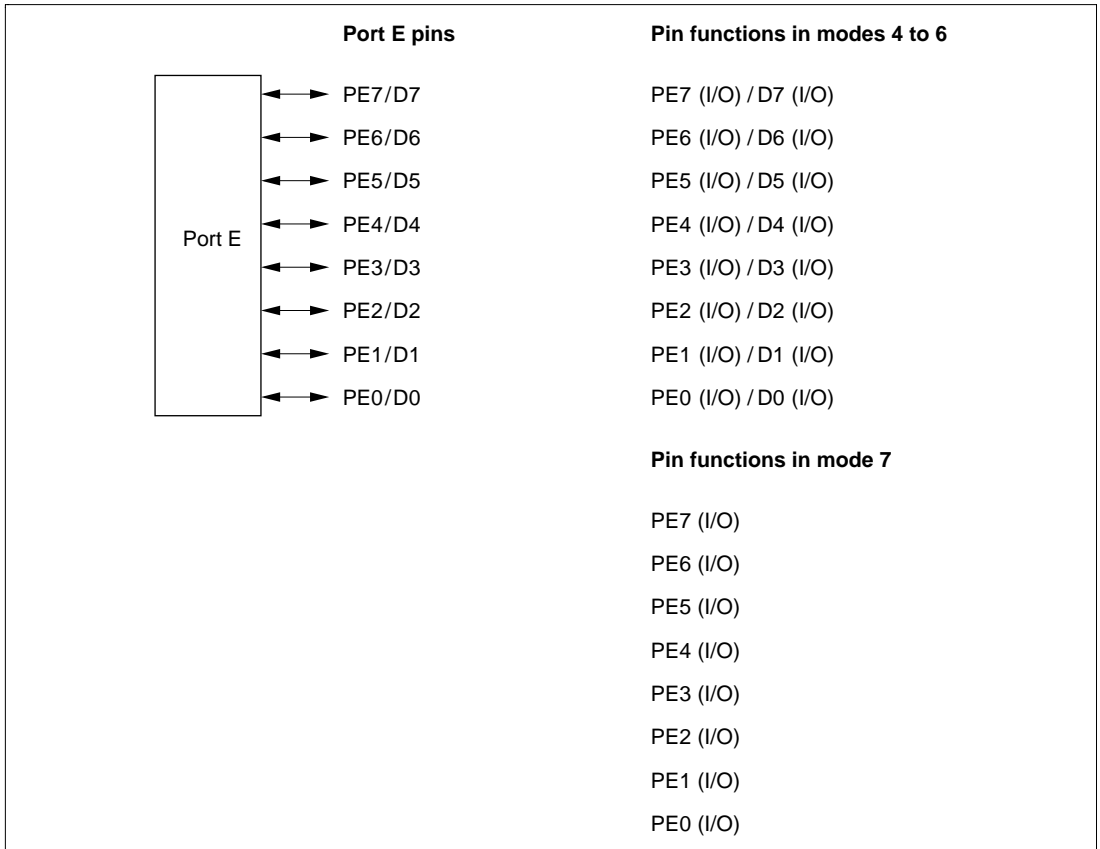 Port E pins Pin functions in modes 4 to 6
PE7/D7 PE7 (I/O) / D7 (I/O)
PE6/D6 PE6 (I/O) / D6 (I/O)
PE5/D5 PE5 (I/O) / D5 (I/O)
PE4/D4 PE4 (I/O) / D4 (I/O)
Port E
PE3/D3 PE3 (I/O) / D3 (I/O)
PE2/D2 PE2 (I/O) / D2 (I/O)
PE1/D1 PE1 (I/O) / D1 (I/O)
PE0/D0 PE0 (I/O) / D0 (I/O)
Pin functions in mode 7
PE7 (I/O)
PE6 (I/O)
PE5 (I/O)
PE4 (I/O)
PE3 (I/O)
PE2 (I/O)
PE1 (I/O)
PE0 (I/O)